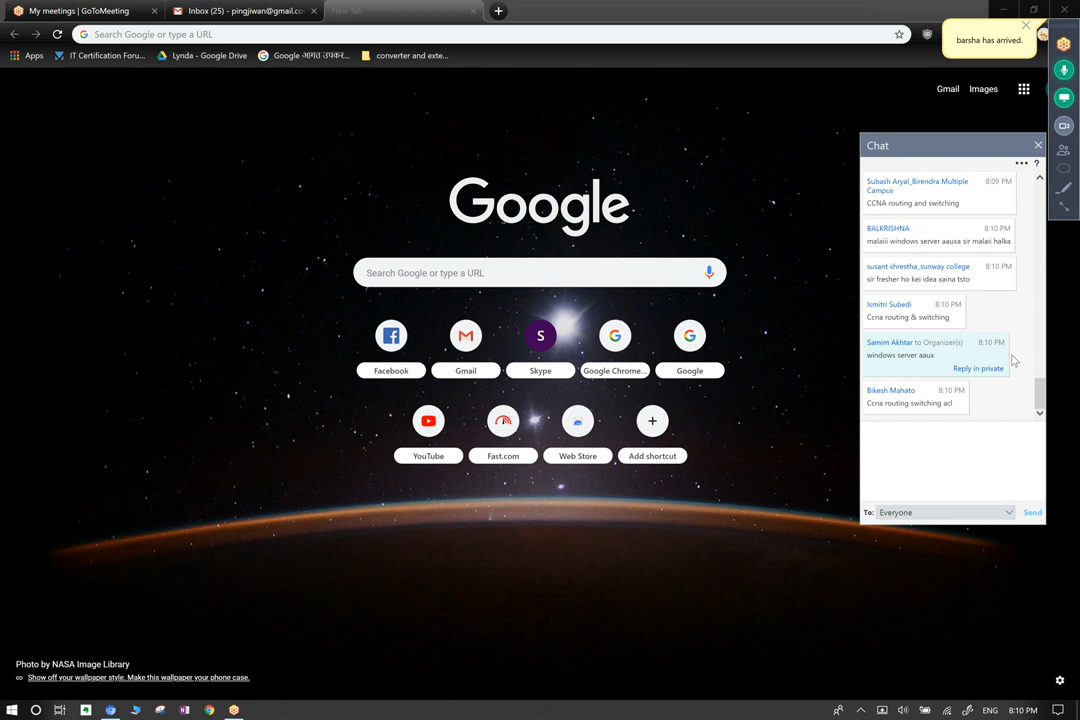 My meetings | GoToMeeting
Inbox (25) - pingjiwan@gmail.co
New Tab
Search Google or type a URL
barsha has arrived.
Apps
IT Certification Foru...
Lynda - Google Drive
Google आगत उपकर...
converter and exte...
Gmail
Images
Chat
Subash Aryal_Birendra Multiple
Campus
8:09 PM
CCNA routing and switching
BALKRISHNA
8:10 PM
malaiii windows server aauxa sir malaii halka
susant shrestha_sunway college
8:10 PM
sir fresher ho kei idea xaina tsto
Ismitri Subedi
8:10 PM
Ccna routing & switching
Samim Akhtar to Organizer(s)
8:10 PM
windows server aaux
Reply in private
Bikesh Mahato
8:10 PM
Ccna routing switching acl
To:
Everyone
Send
Google
Search Google or type a URL
S
Facebook
Gmail
Skype
Google Chrome...
Google
YouTube
Fast.com
Web Store
Add shortcut
Photo by NASA Image Library
Show off your wallpaper style. Make this wallpaper your phone case.
ENG
8:10 PM